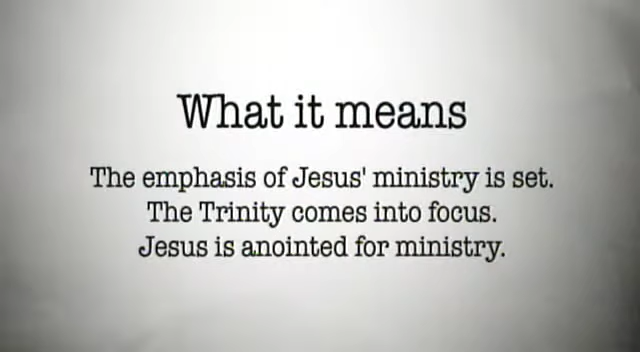 What it means
The emphasis of Jesus' ministry is set.
The Trinity comes into focus.
Jesus is anointed for ministry.